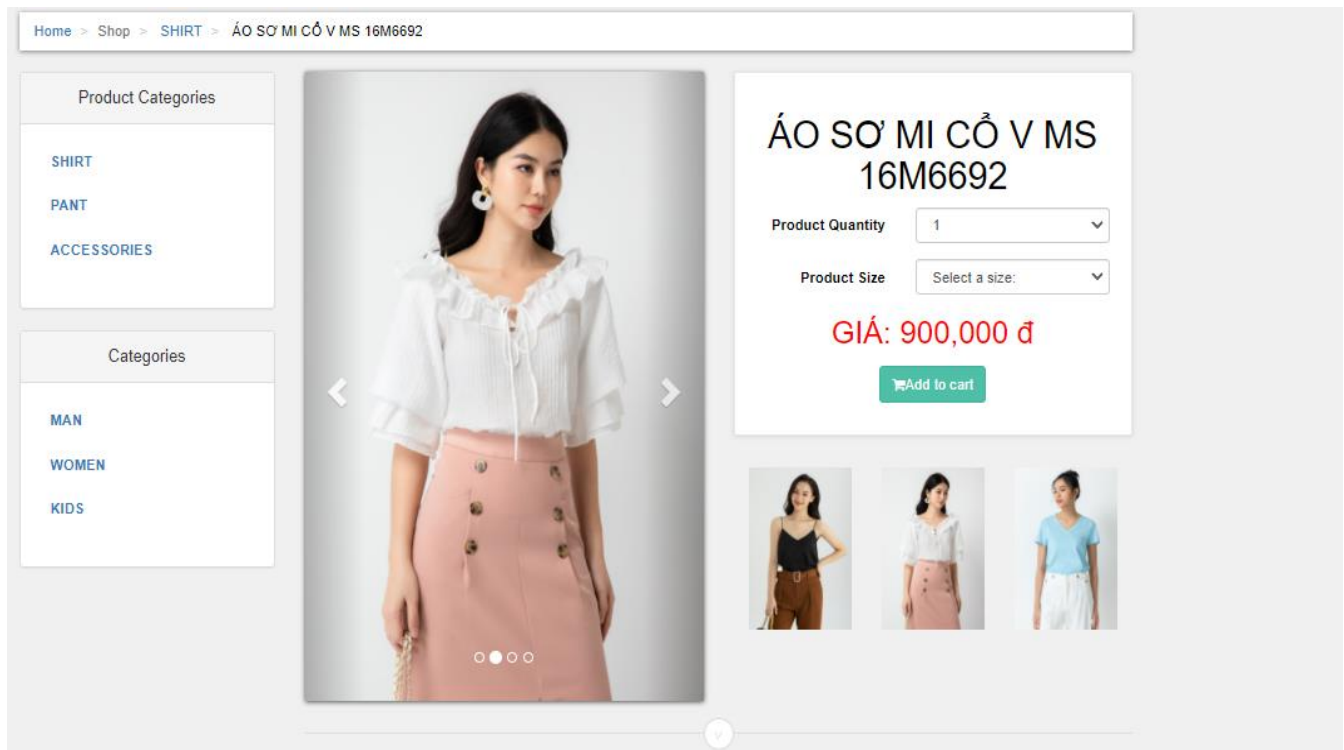 Home > Shop > SHIRT > ÁO SƠ MI CỔ V MS 16M6692
Product Categories
SHIRT
PANT
ACCESSORIES
Categories
MAN
WOMEN
KIDS
ÁO SƠ MI CỔ V MS
16M6692
Product Quantity 1
Product Size Select a size:
GIÁ: 900,000 đ
Add to cart